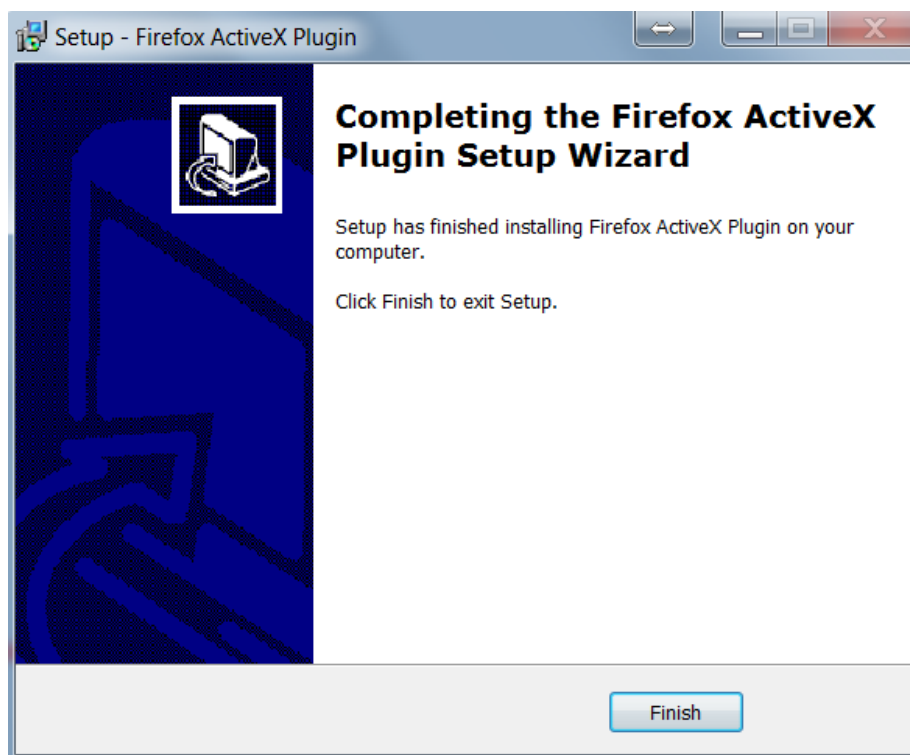 Setup - Firefox ActiveX Plugin
Completing the Firefox ActiveX
Plugin Setup Wizard
Setup has finished installing Firefox ActiveX Plugin on your
computer.
Click Finish to exit Setup.
Finish